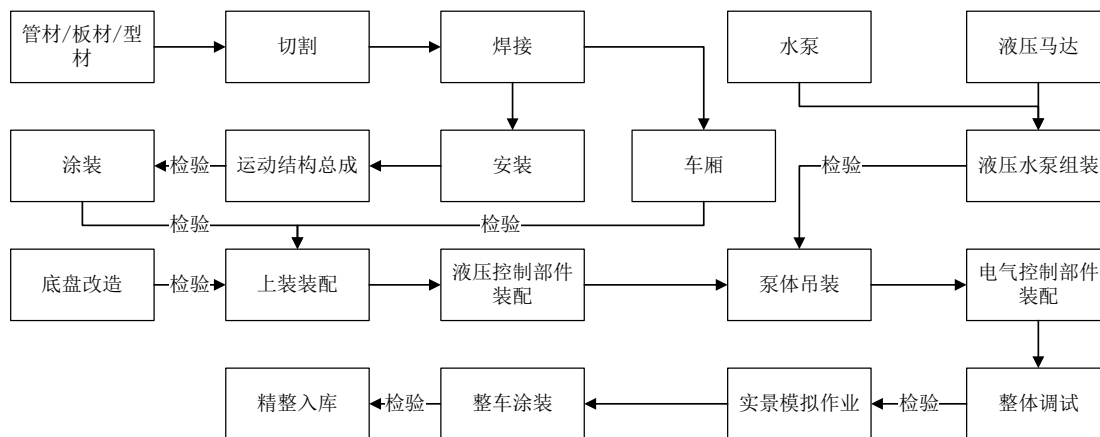 管材/板材/型
材
切割
焊接
水泵
液压马达
涂装
检验
运动结构总成
安装
车厢
检验
液压水泵组装
检验
检验
底盘改造
检验
上装装配
液压控制部件
装配
泵体吊装
电气控制部件
装配
精整入库
检验
整车涂装
实景模拟作业
检验
整体调试